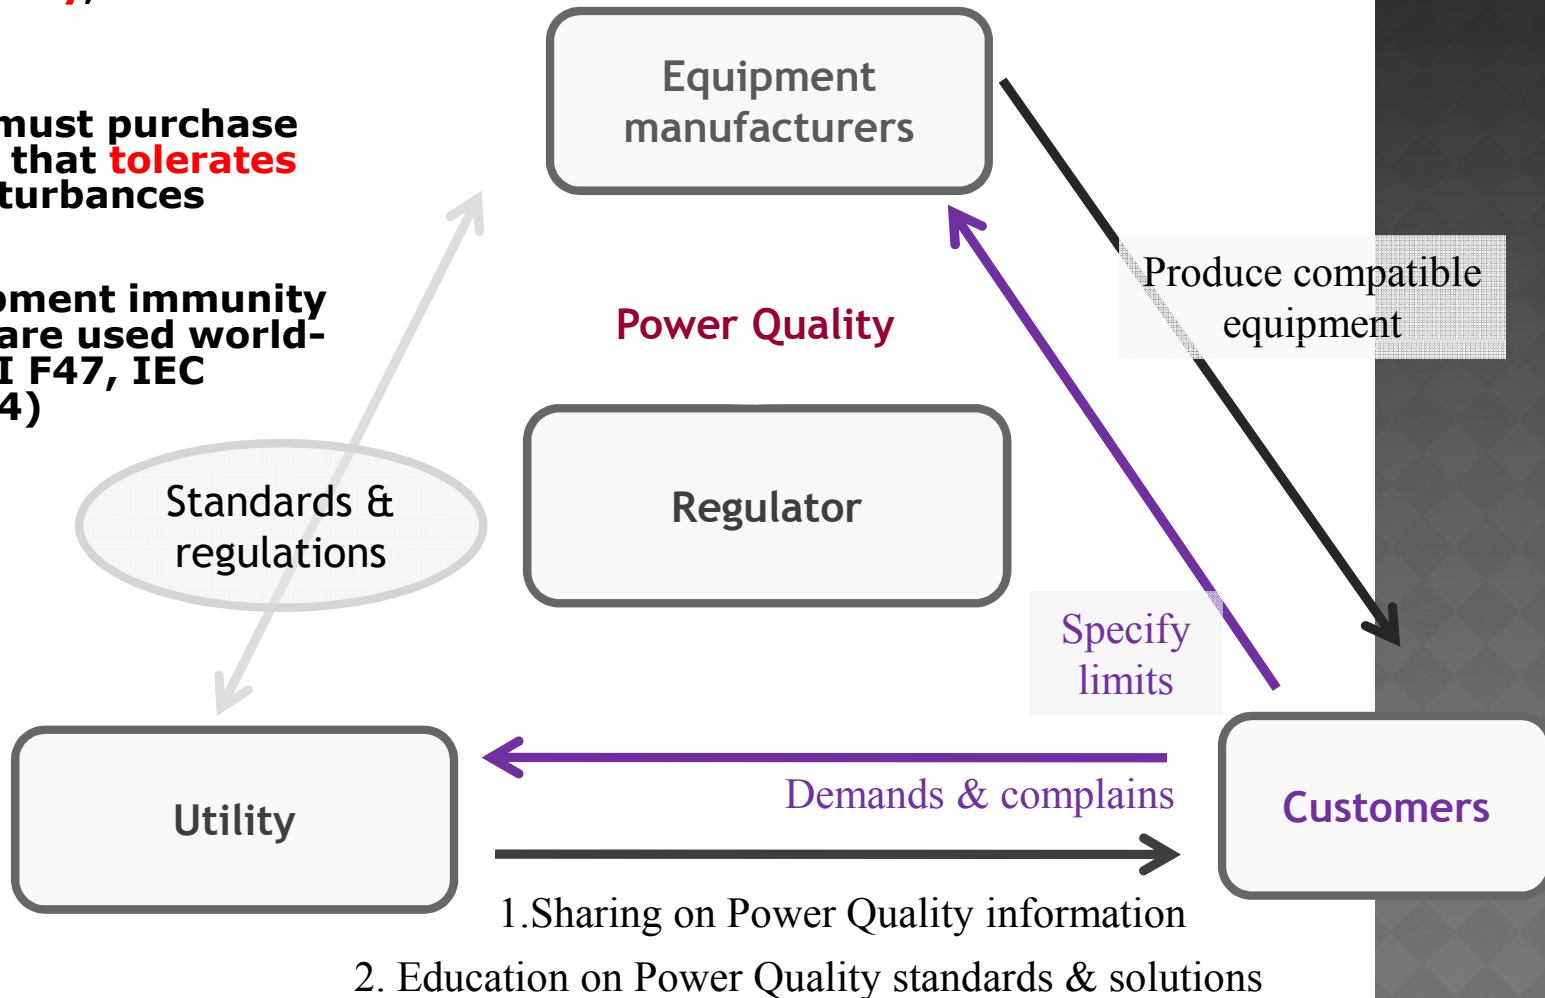 Equipment
manufacturers
must purchase
that tolerates
turbances
pment immunity
are used world-
I F47, IEC
4)
Power Quality
Produce compatible
equipment
Standards &
regulations
Regulator
Specify
limits
Demands & complains
Utility
Customers
1.Sharing on Power Quality information
2. Education on Power Quality standards & solutions